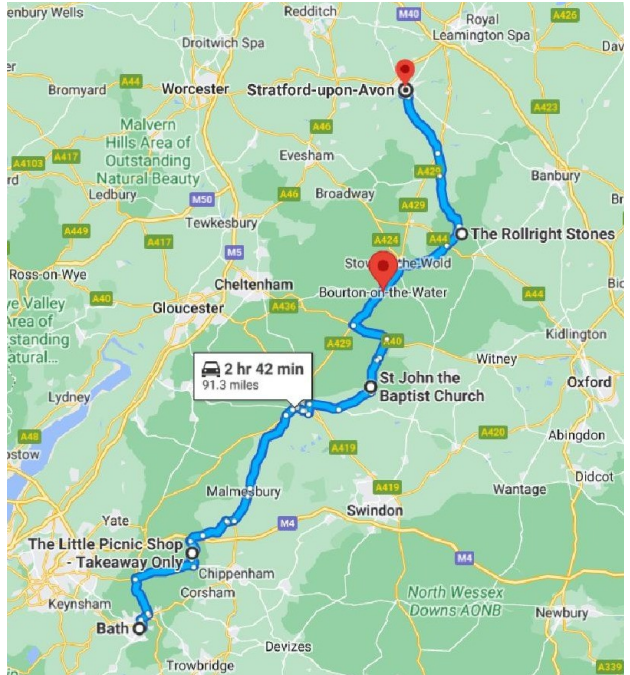 enbury Wells
Redditch
M40
Royal
Leamington Spa
A426
Droitwich Spa
Bromyard
A44
Worcester
Stratford-upon-Avon
A46
A423
Malvern
Hills Area of
Outstanding
Natural Beauty
A4103
A417
Ledbury
Evesham
A429
Banbury
M50
A46
Broadway
A429
A449
A417
Tewkesbury
A424
A44
The Rollright Stones
M5
Ross-on-Wye
Stow-on-the-Wold
Cheltenham
Bourton-on-the-Water
A44
A40
A436
Gloucester
ye Valley
Area of
standing
atural...
A429
A40
Kidlington
Witney
2 hr 42 min
91.3 miles
St John the
Baptist Church
Oxford
Lydney
A48
A420
Abingdon
A419
Didcot
Malmesbury
A419
Wantage
Swindon
Yate
M4
The Little Picnic Shop
- Takeaway Only
M4
Chippenham
Keynsham
Corsham
North Wessex
Downs AONB
Newbury
Bath
Devizes
Trowbridge
A339